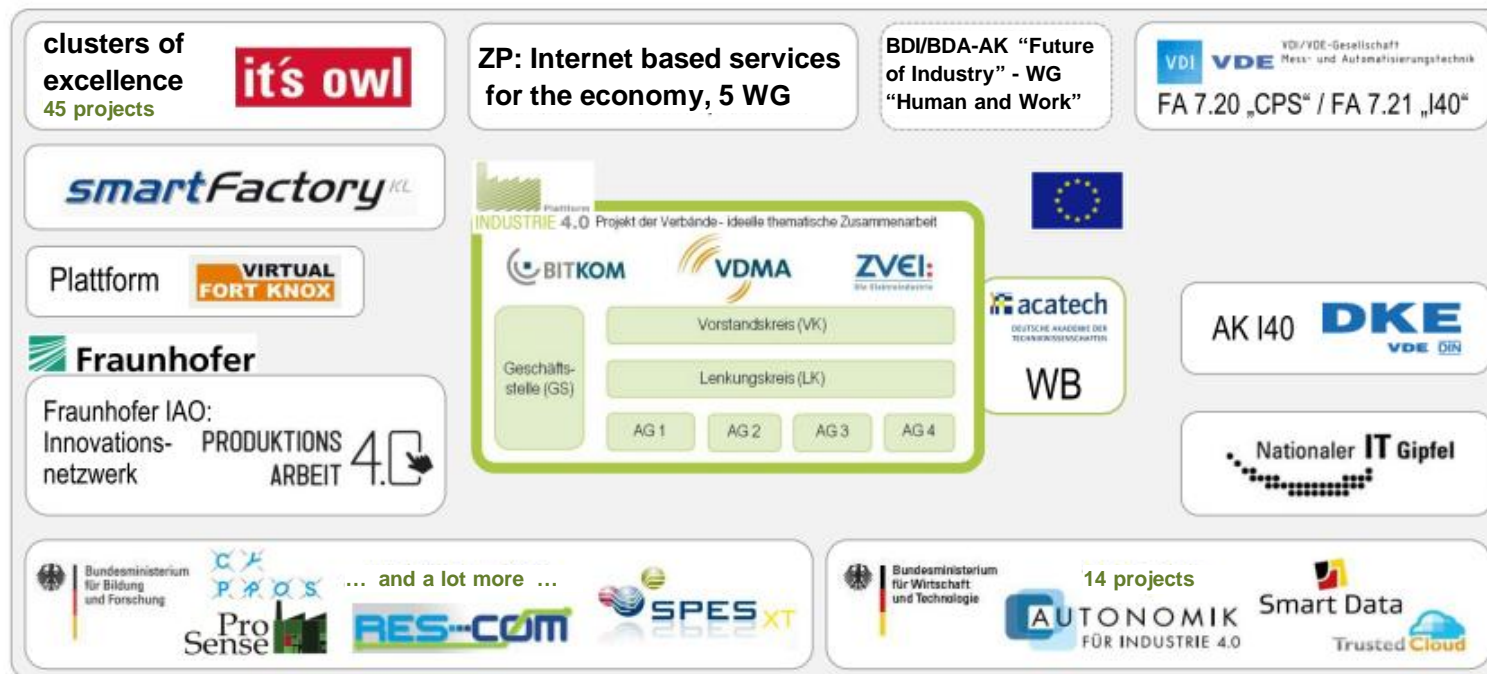 clusters of
excellence
45 projects
it's owl
ZP: Internet based services
for the economy, 5 WG
BDI/BDA-AK “Future
of Industry” - WG
“Human and Work”
VDI
VDE
VDI/VDE-Gesellschaft
Mess- und Automatisierungstechnik
FA 7.20 „CPS“ / FA 7.21 „I40“
smartFactory KL
Plattform
INDUSTRIE 4.0
Projekt der Verbände - ideelle thematische Zusammenarbeit
BITKOM
VDMA
ZVEI:
Die Elektroindustrie
Geschäfts-
stelle (GS)
Vorstandskreis (VK)
Lenkungskreis (LK)
AG 1
AG 2
AG 3
AG 4
acatech
DEUTSCHE AKADEMIE DER
TECHNIKWISSENSCHAFTEN
WB
Plattform
VIRTUAL
FORT KNOX
AK I40
DKE
VDE DIN
Fraunhofer
Fraunhofer IAO:
Innovations-
netzwerk
PRODUKTIONS
ARBEIT 4.
Nationaler IT Gipfel
Bundesministerium
für Bildung
und Forschung
CyPROS
… and a lot more …
Pro
Sense
RES-COM
SPES XT
Bundesministerium
für Wirtschaft
und Technologie
14 projects
AUTONOMIK
FÜR INDUSTRIE 4.0
Smart Data
Trusted Cloud